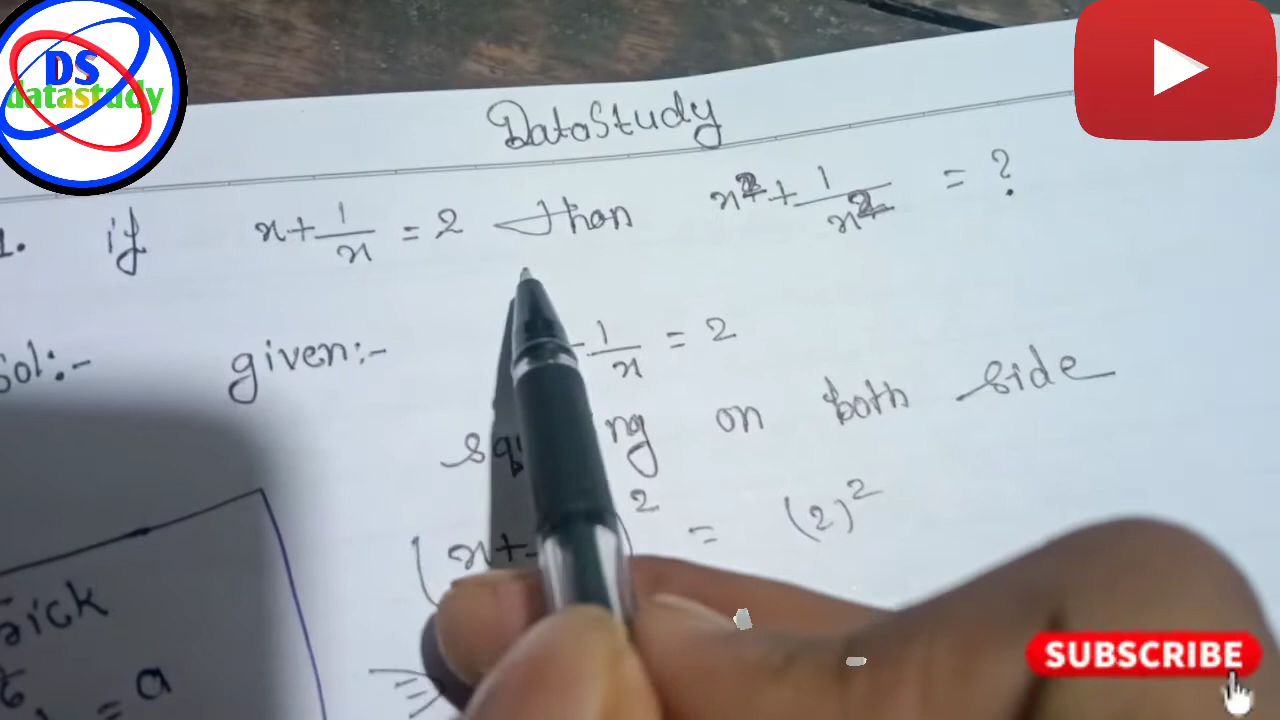 DS
datastudy
DataStudy
1. if x+1/x = 2 then x²+1/x² = ?
Sol:- given:- 1/x = 2
on both side
(x+ )² = (2)²
= a
SUBSCRIBE